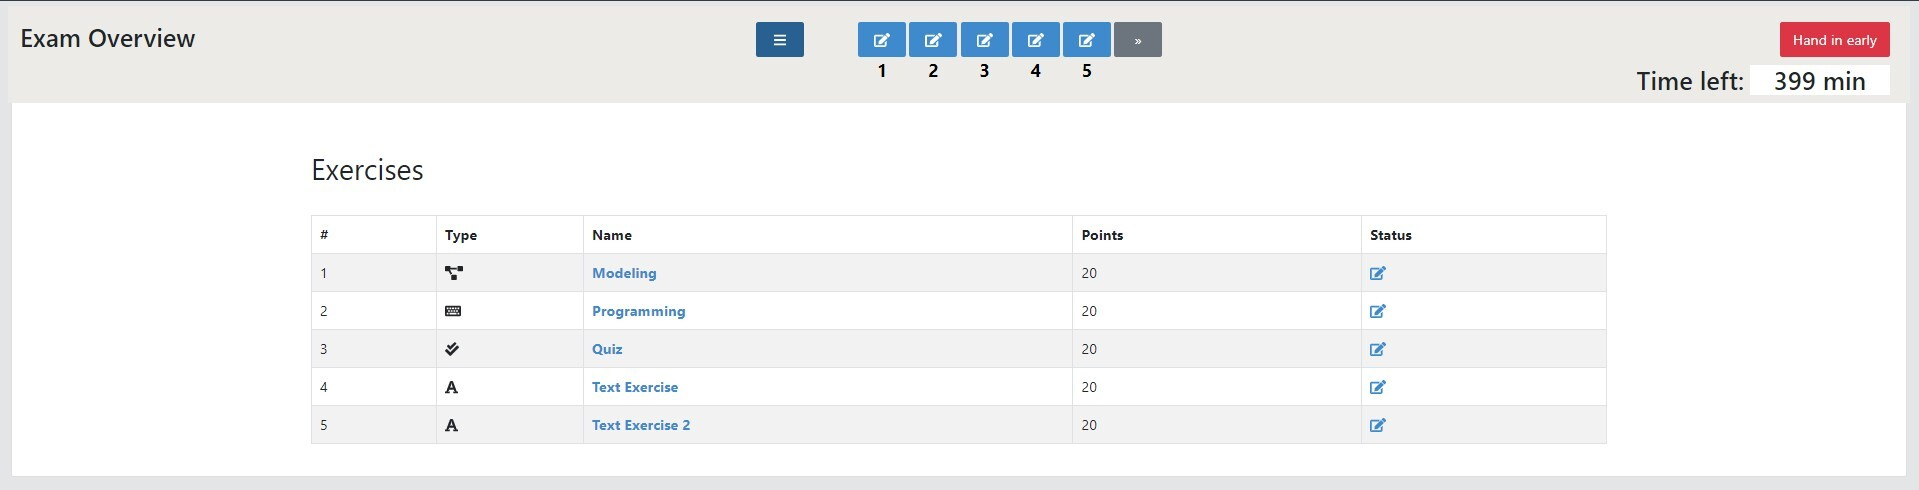 Exam Overview
»
Hand in early
1 2 3 4 5
Time left: 399 min
Exercises
# Type Name Points Status
1 Modeling 20
2 Programming 20
3 Quiz 20
4 Text Exercise 20
5 Text Exercise 2 20